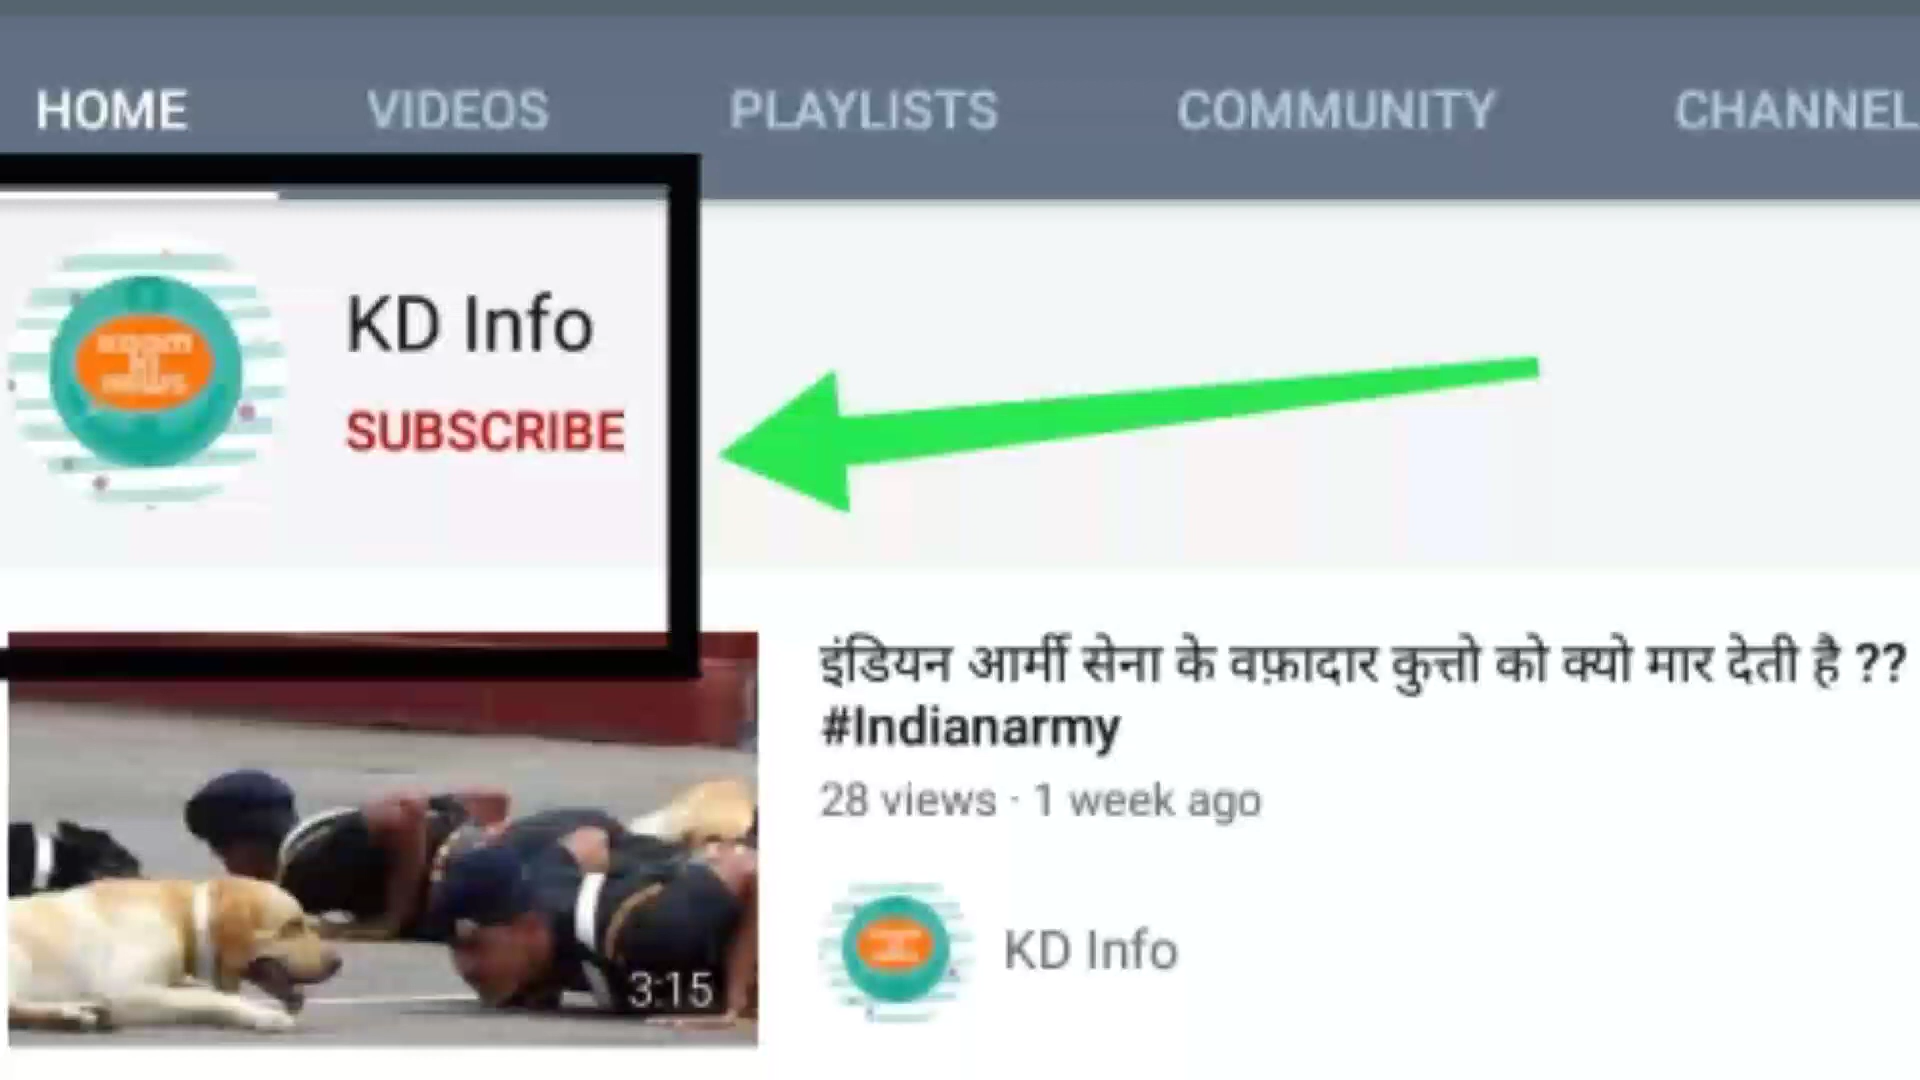 HOME VIDEOS PLAYLISTS COMMUNITY CHANNEL
KD Info
SUBSCRIBE
इंडियन आर्मी सेना के वफ़ादार कुत्तो को क्यो मार देती है ??
#Indianarmy
28 views · 1 week ago
3:15
KD Info